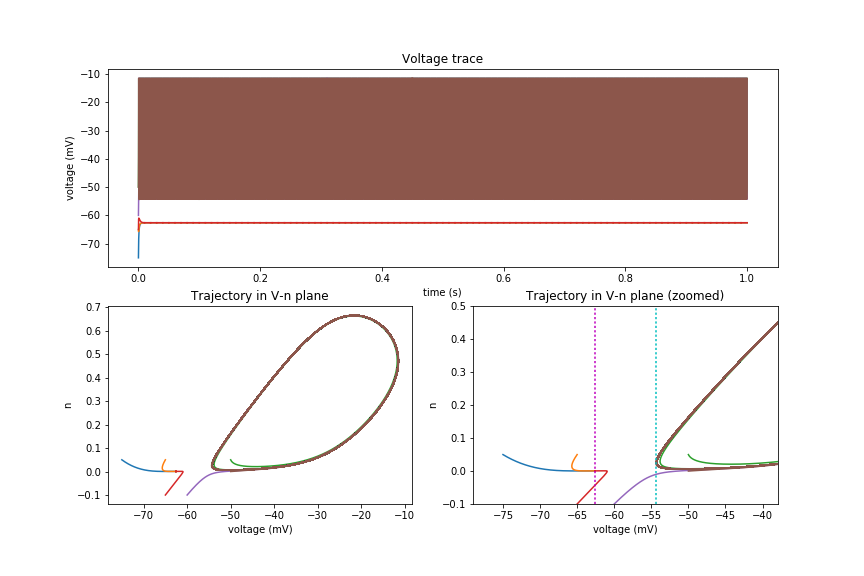 Voltage trace
voltage (mV)
−10
−20
−30
−40
−50
−60
−70
0.0 0.2 0.4 0.6 0.8 1.0
time (s)
Trajectory in V-n plane
n
0.7
0.6
0.5
0.4
0.3
0.2
0.1
0.0
−0.1
−70 −60 −50 −40 −30 −20 −10
voltage (mV)
Trajectory in V-n plane (zoomed)
n
0.5
0.4
0.3
0.2
0.1
0.0
−0.1
−75 −70 −65 −60 −55 −50 −45 −40
voltage (mV)